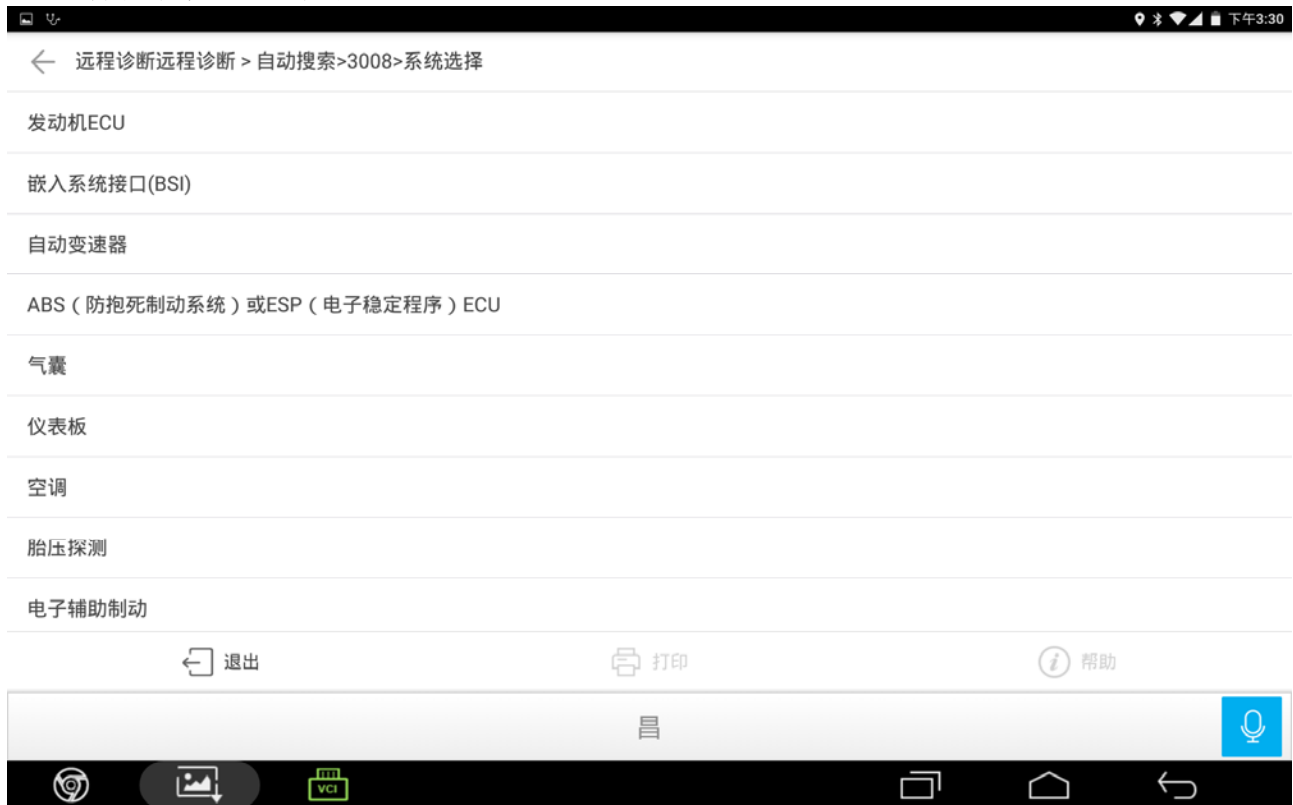 下午3:30
远程诊断远程诊断 > 自动搜索>3008>系统选择
发动机ECU
嵌入系统接口(BSI)
自动变速器
ABS ( 防抱死制动系统 ) 或ESP ( 电子稳定程序 ) ECU
气囊
仪表板
空调
胎压探测
电子辅助制动
退出 打印 帮助
昌
VCI